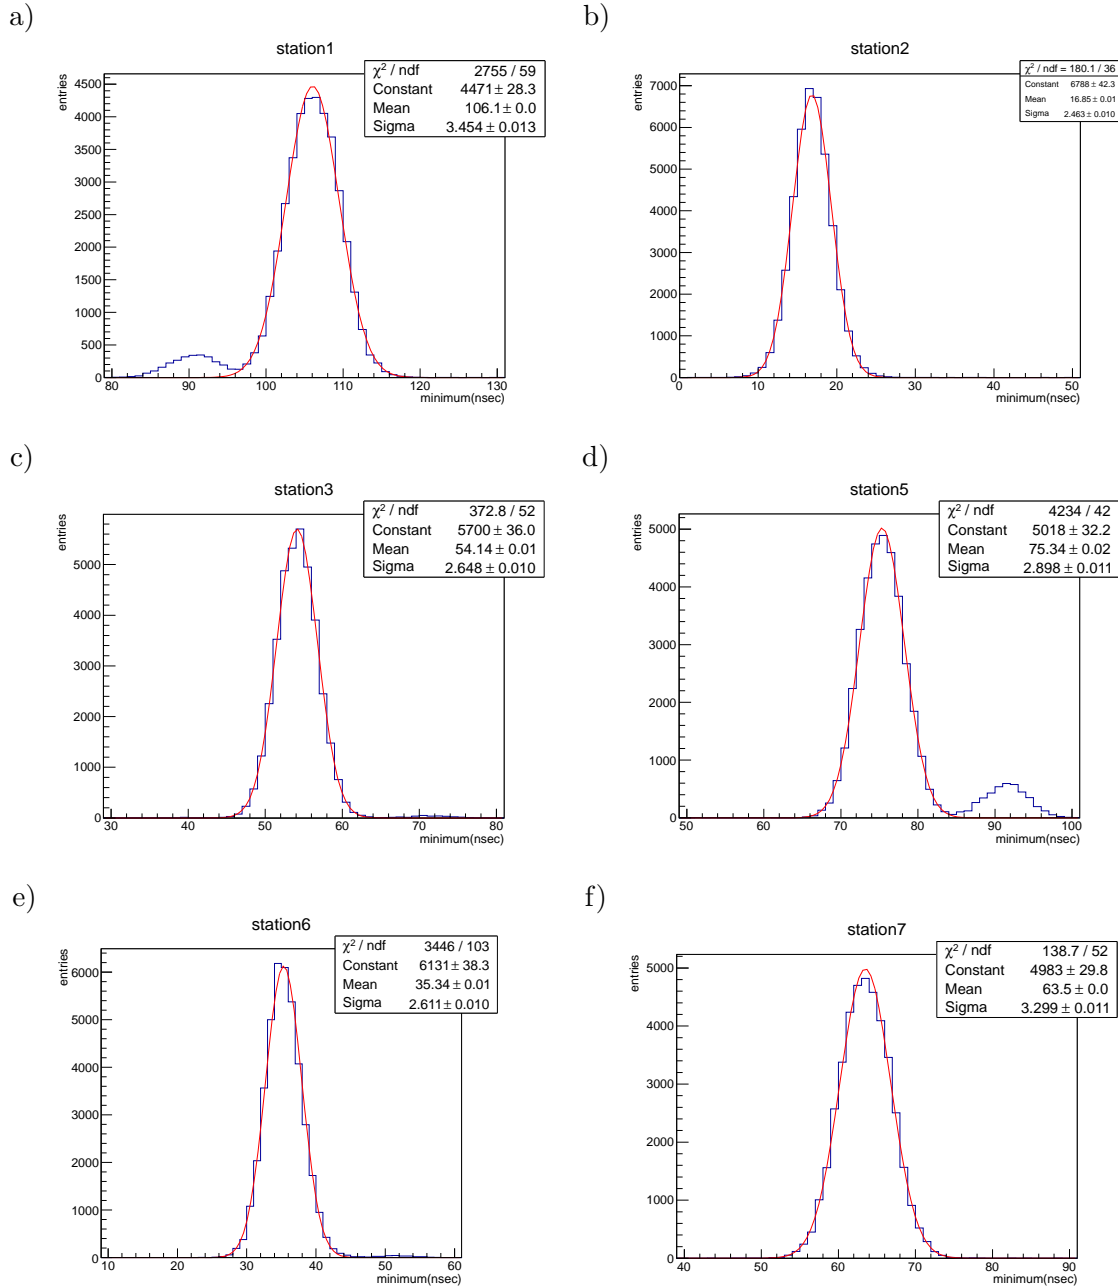 a)
station1
entries
χ² / ndf 2755 / 59
Constant 4471 ± 28.3
Mean 106.1 ± 0.0
Sigma 3.454 ± 0.013
4500
4000
3500
3000
2500
2000
1500
1000
500
0
80 90 100 110 120 130
minimum(nsec)
b)
station2
entries
χ² / ndf = 180.1 / 36
Constant 6788 ± 42.3
Mean 16.85 ± 0.01
Sigma 2.463 ± 0.010
7000
6000
5000
4000
3000
2000
1000
0
0 10 20 30 40 50
minimum(nsec)
c)
station3
entries
χ² / ndf 372.8 / 52
Constant 5700 ± 36.0
Mean 54.14 ± 0.01
Sigma 2.648 ± 0.010
5000
4000
3000
2000
1000
0
30 40 50 60 70 80
minimum(nsec)
d)
station5
entries
χ² / ndf 4234 / 42
Constant 5018 ± 32.2
Mean 75.34 ± 0.02
Sigma 2.898 ± 0.011
5000
4000
3000
2000
1000
0
50 60 70 80 90 100
minimum(nsec)
e)
station6
entries
χ² / ndf 3446 / 103
Constant 6131 ± 38.3
Mean 35.34 ± 0.01
Sigma 2.611 ± 0.010
6000
5000
4000
3000
2000
1000
0
10 20 30 40 50 60
minimum(nsec)
f)
station7
entries
χ² / ndf 138.7 / 52
Constant 4983 ± 29.8
Mean 63.5 ± 0.0
Sigma 3.299 ± 0.011
5000
4000
3000
2000
1000
0
40 50 60 70 80 90
minimum(nsec)